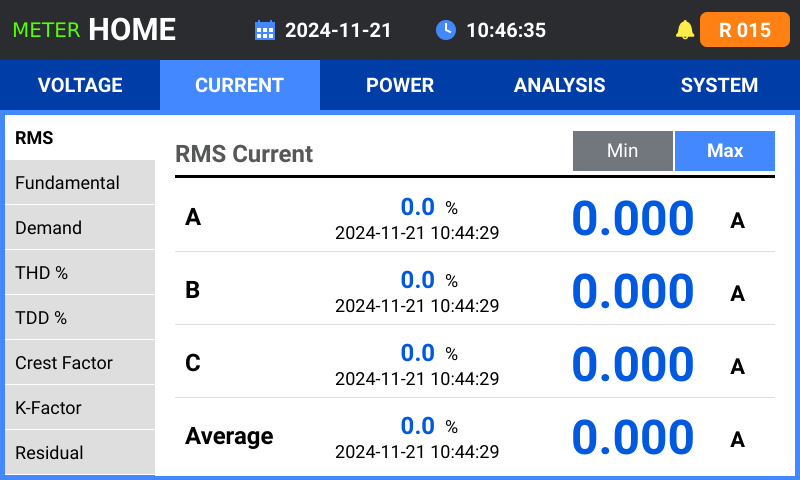 METER HOME 2024-11-21 10:46:35 R 015
VOLTAGE CURRENT POWER ANALYSIS SYSTEM
RMS
Fundamental
Demand
THD %
TDD %
Crest Factor
K-Factor
Residual
RMS Current Min Max
A 0.0 % 0.000 A
2024-11-21 10:44:29
B 0.0 % 0.000 A
2024-11-21 10:44:29
C 0.0 % 0.000 A
2024-11-21 10:44:29
Average 0.0 % 0.000 A
2024-11-21 10:44:29